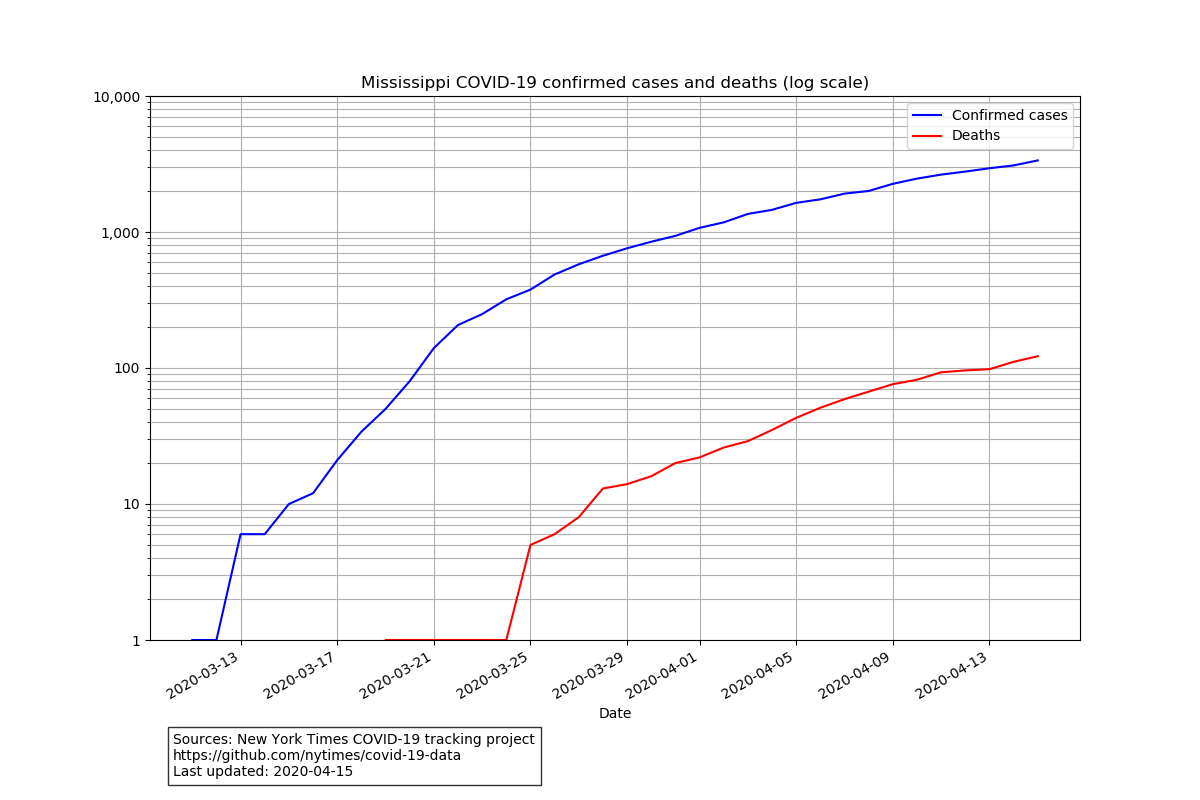 Mississippi COVID-19 confirmed cases and deaths (log scale)
10,000
1,000
100
10
1
Confirmed cases
Deaths
2020-03-13
2020-03-17
2020-03-21
2020-03-25
2020-03-29
2020-04-01
2020-04-05
2020-04-09
2020-04-13
Date
Sources: New York Times COVID-19 tracking project
https://github.com/nytimes/covid-19-data
Last updated: 2020-04-15